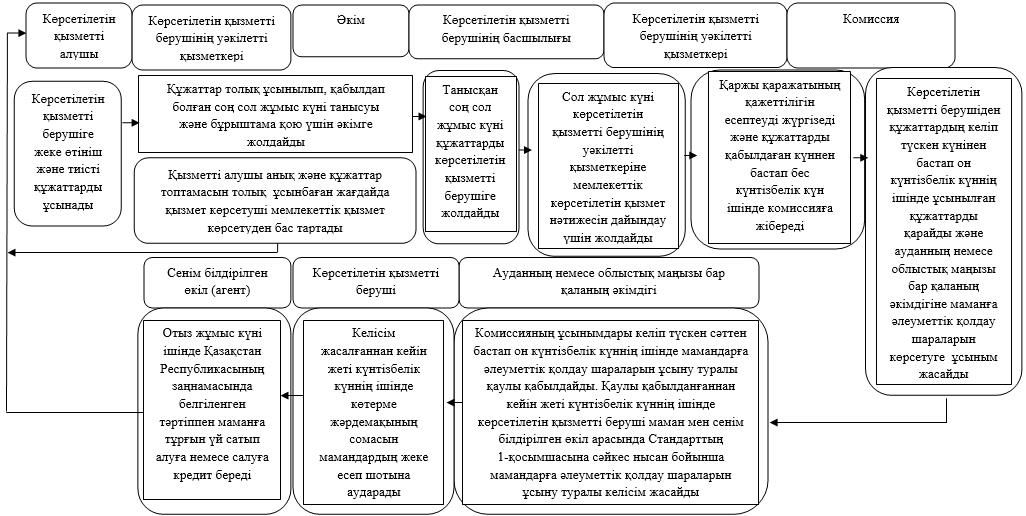 Көрсетілетін
қызметті
алушы
Көрсетілетін қызметті
берушінің уәкілетті
қызметкері
Әкім
Көрсетілетін қызметті
берушінің басшылығы
Көрсетілетін қызметті
берушінің уәкілетті
қызметкері
Комиссия
Көрсетілетін
қызметті
берушіге
жеке өтініш
және тиісті
құжаттарды
ұсынады
Құжаттар толық ұсынылып, қабылдап
болған соң сол жұмыс күні танысуы
және бұрыштама қою үшін әкімге
жолдайды
Қызметті алушы анық және құжаттар
топтамасын толық ұсынбаған жағдайда
қызмет көрсетуші мемлекеттік қызмет
көрсетуден бас тартады
Танысқан
соң сол
жұмыс күні
құжаттарды
көрсетілетін
қызметті
берушіге
жолдайды
Сол жұмыс күні
көрсетілетін
қызметті берушінің
уәкілетті
қызметкеріне
мемлекеттік
көрсетілетін қызмет
нәтижесін дайындау
үшін жолдайды
Қаржы қаражатының
қажеттілігін
есептеуді жүргізеді
және құжаттарды
қабылдаған күннен
бастап бес
күнтізбелік күн
ішінде комиссияға
жібереді
Көрсетілетін
қызметті берушіден
құжаттардың келіп
түскен күнінен
бастап он
күнтізбелік күннің
ішінде ұсынылған
құжаттарды
қарайды және
ауданның немесе
облыстық маңызы
бар қаланың
әкімдігіне маманға
әлеуметтік қолдау
шараларын
көрсетуге ұсыным
жасайды
Сенім білдірілген
өкіл (агент)
Көрсетілетін қызметті
беруші
Ауданның немесе облыстық маңызы бар
қаланың әкімдігі
Отыз жұмыс күні
ішінде Қазақстан
Республикасының
заңнамасында
белгіленген
тәртіппен маманға
тұрғын үй сатып
алуға немесе салуға
кредит береді
Келісім
жасалғаннан кейін
жеті күнтізбелік
күннің ішінде
көтерме
жәрдемақының
сомасын
мамандардың жеке
есеп шотына
аударады
Комиссияның ұсынымдары келіп түскен сәттен
бастап он күнтізбелік күннің ішінде мамандарға
әлеуметтік қолдау шараларын ұсыну туралы
қаулы қабылдайды. Қаулы қабылданғаннан
кейін жеті күнтізбелік күннің ішінде
көрсетілетін қызметті беруші маман мен сенім
білдірілген өкіл арасында Стандарттың
1-қосымшасына сәйкес нысан бойынша
мамандарға әлеуметтік қолдау шараларын
ұсыну туралы келісім жасайды